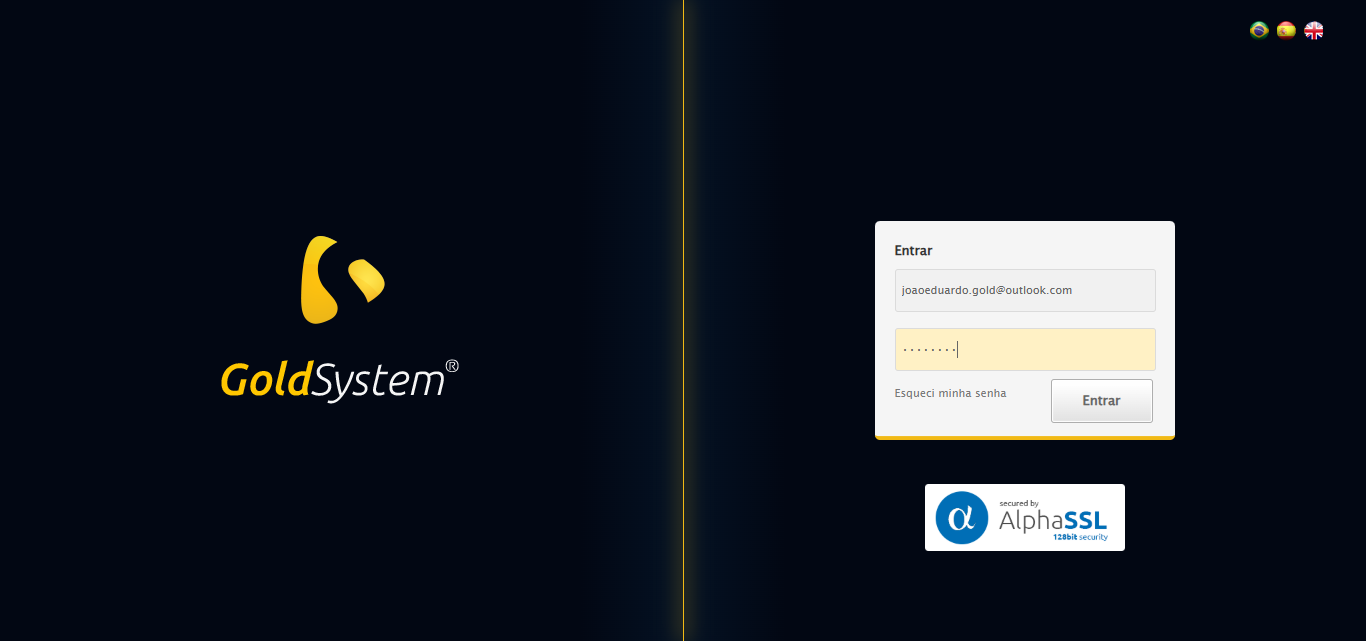 GoldSystem®
Entrar
joaoeduardo.gold@outlook.com
········
Esqueci minha senha
Entrar
α
secured by
AlphaSSL
128bit security